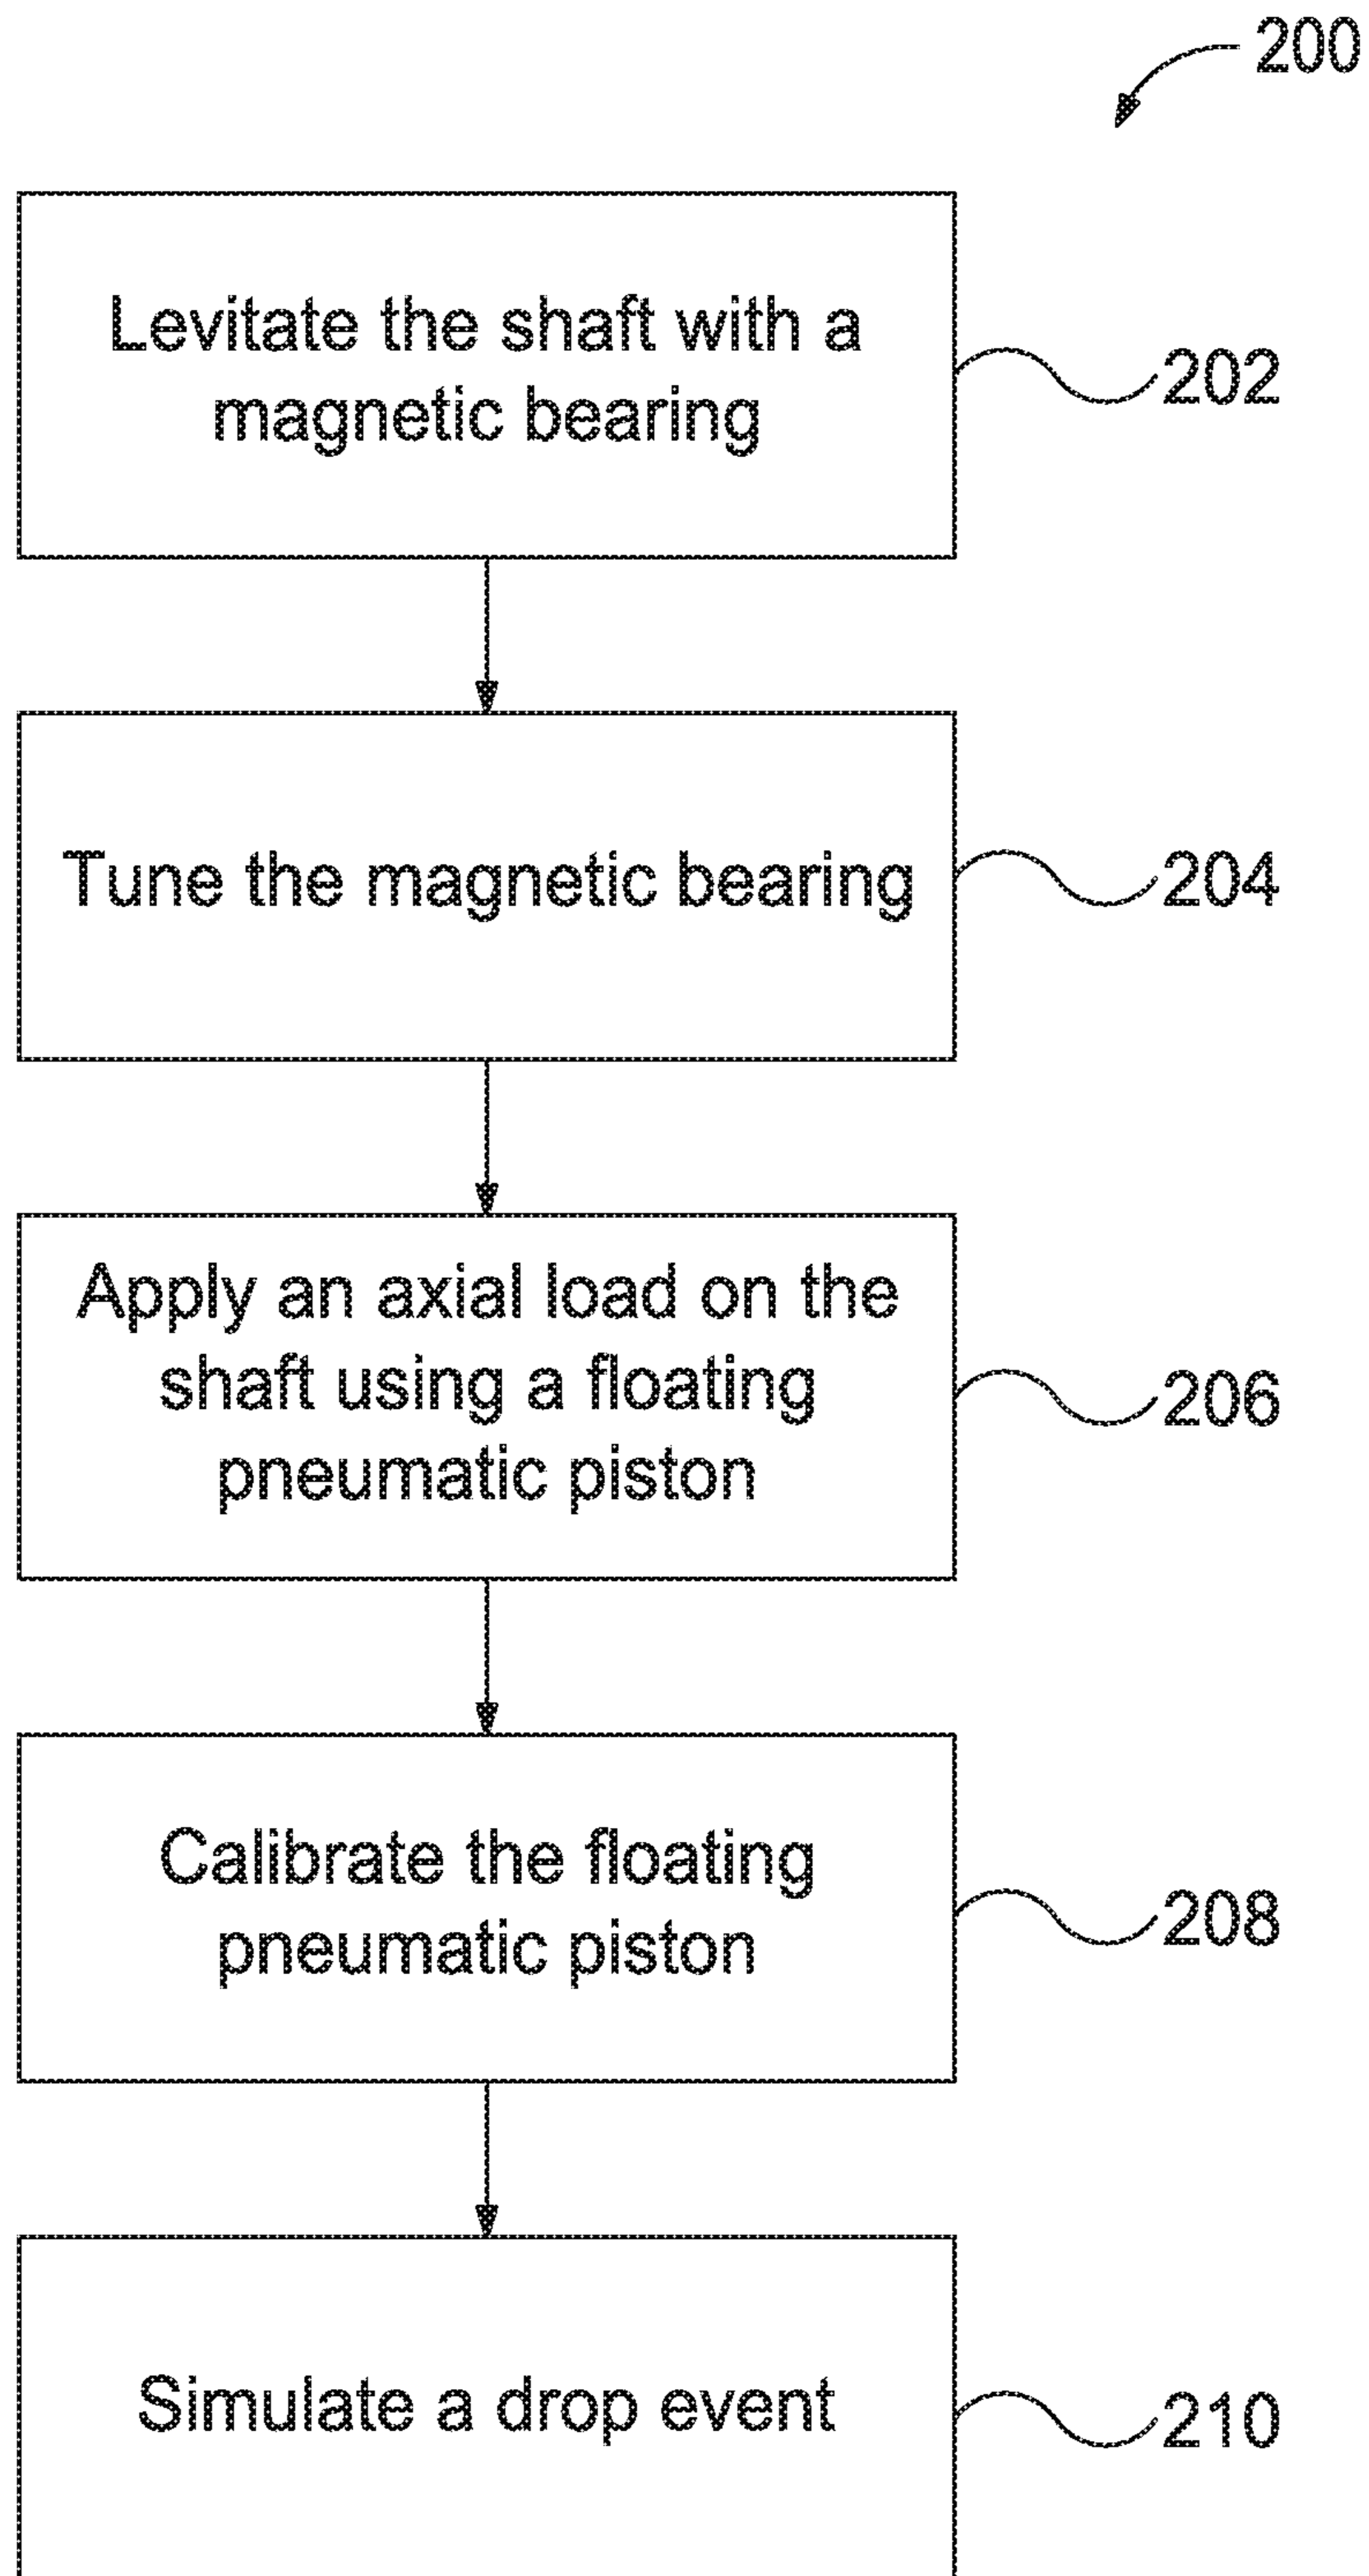 200
Levitate the shaft with a
magnetic bearing
202
Tune the magnetic bearing
204
Apply an axial load on the
shaft using a floating
pneumatic piston
206
Calibrate the floating
pneumatic piston
208
Simulate a drop event
210